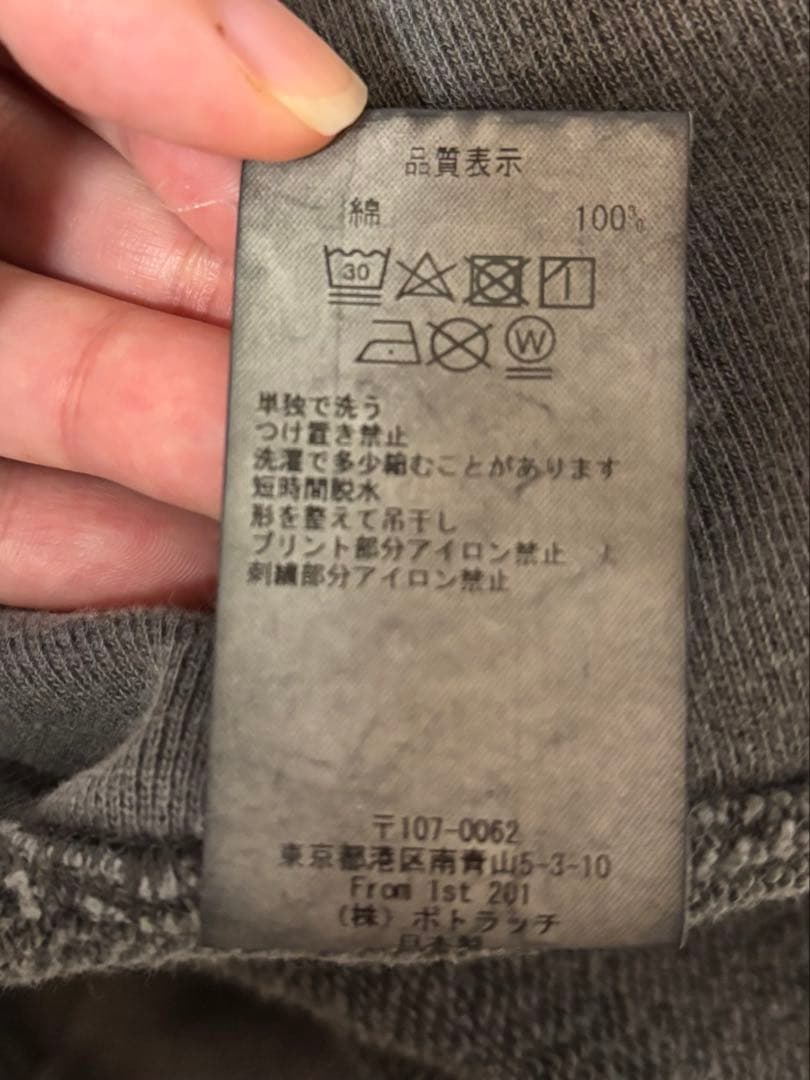 品質表示
綿 100%
30
W
単独で洗う
つけ置き禁止
洗濯で多少縮むことがあります
短時間脱水
形を整えて吊干し
プリント部分アイロン禁止
刺繍部分アイロン禁止
〒107-0062
東京都港区南青山5-3-10
From 1st 201
(株) ポトラッチ
日本製